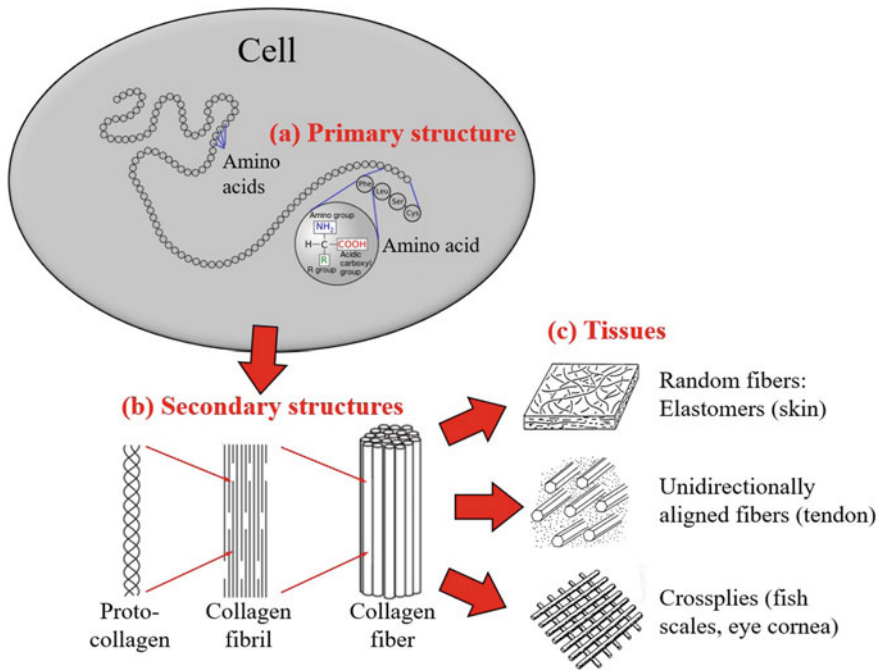 Cell
(a) Primary structure
Amino
acids
Phe
Leu
Ser
Cys
Amino group
NH₂
H–C–COOH
R
R group
Acidic
carboxyl
group
Amino acid
(b) Secondary structures
Proto-
collagen
Collagen
fibril
Collagen
fiber
(c) Tissues
Random fibers:
Elastomers (skin)
Unidirectionally
aligned fibers (tendon)
Crossplies (fish
scales, eye cornea)